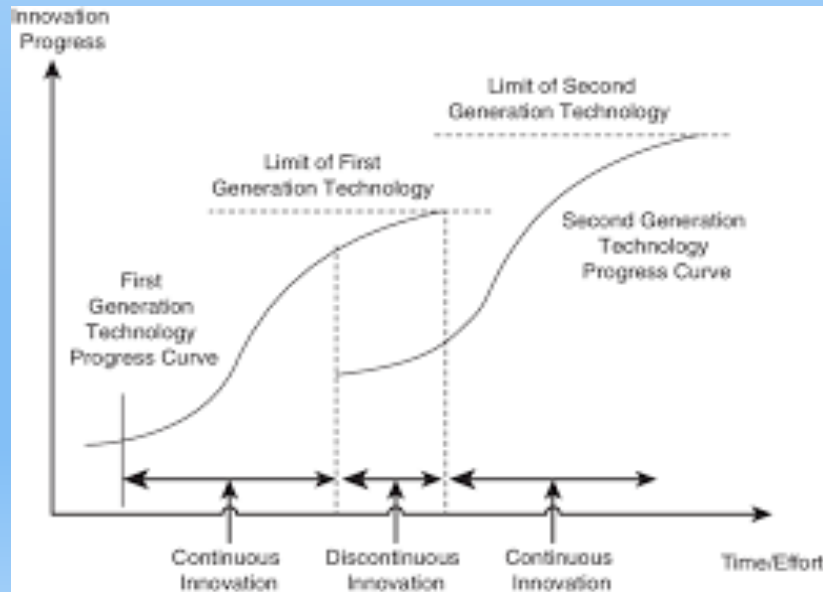 Innovation
Progress
Limit of Second
Generation Technology
Limit of First
Generation Technology
Second Generation
Technology
Progress Curve
First
Generation
Technology
Progress Curve
Continuous
Innovation
Discontinuous
Innovation
Continuous
Innovation
Time/Effort